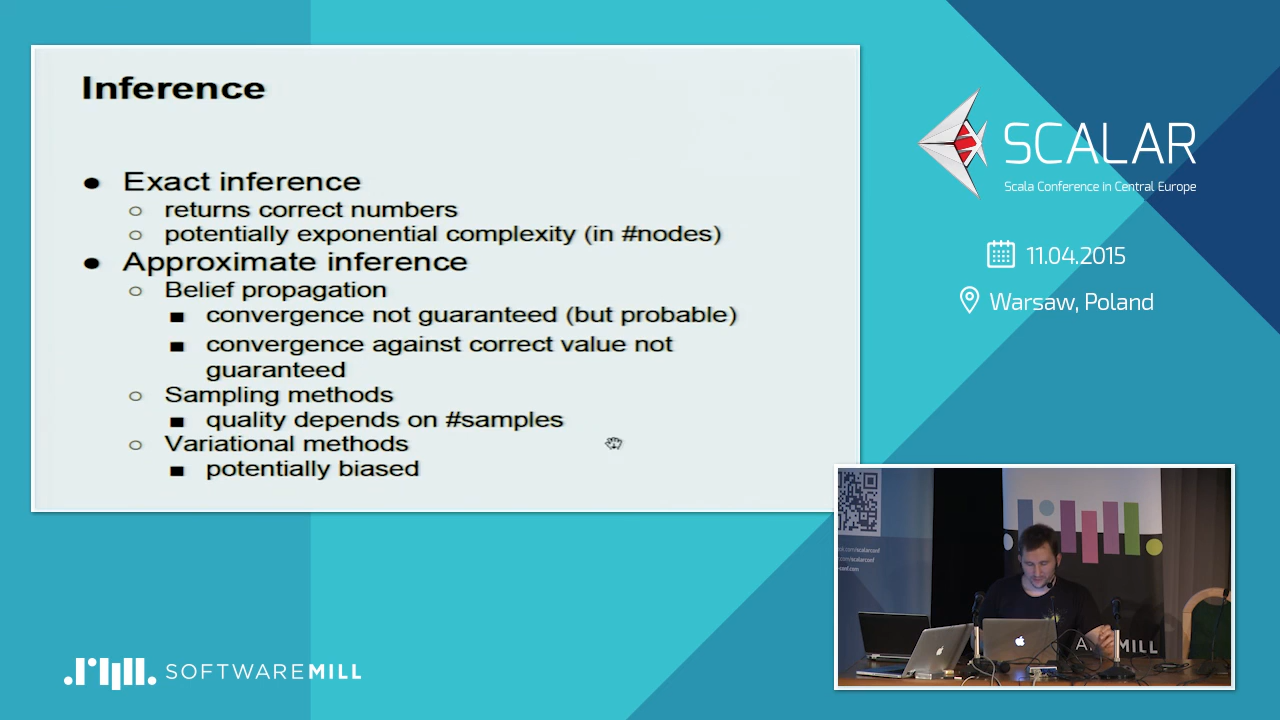 Inference
● Exact inference
○ returns correct numbers
○ potentially exponential complexity (in #nodes)
● Approximate inference
○ Belief propagation
■ convergence not guaranteed (but probable)
■ convergence against correct value not
guaranteed
○ Sampling methods
■ quality depends on #samples
○ Variational methods
■ potentially biased
SCALAR
Scala Conference in Central Europe
11.04.2015
Warsaw, Poland
SOFTWAREMILL
MILL